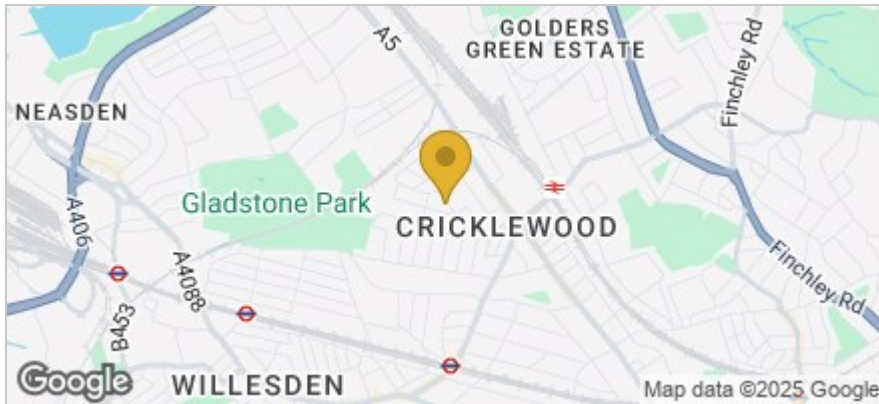 A5
GOLDERS
GREEN ESTATE
Finchley Rd
NEASDEN
Gladstone Park
CRICKLEWOOD
A406
A4088
B453
Finchley Rd
WILLESDEN
Google
Map data ©2025 Google